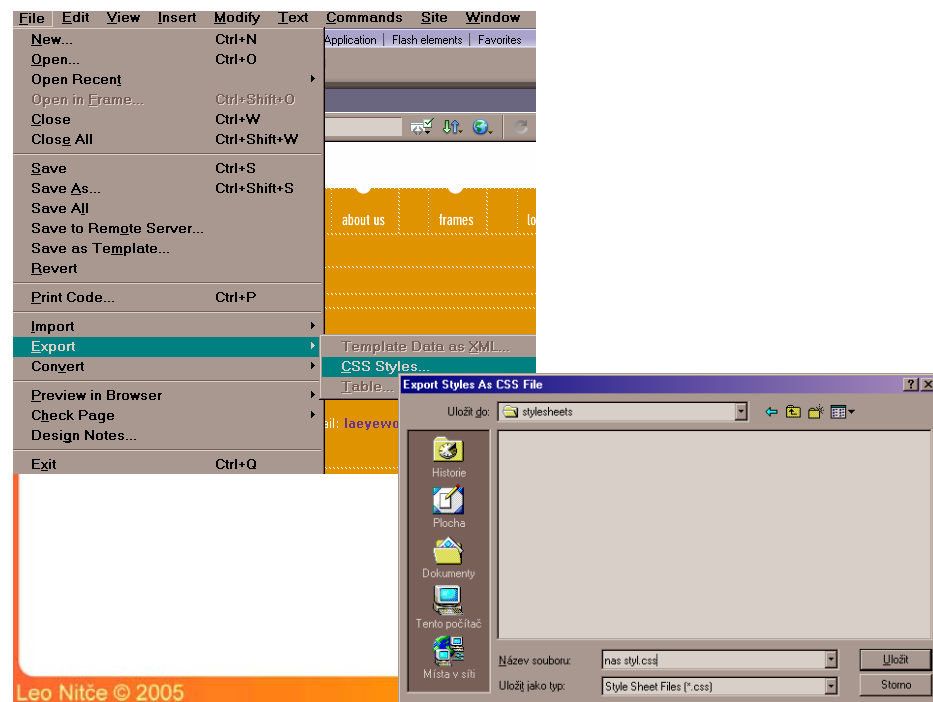 File Edit View Insert Modify Text Commands Site Window
New... Ctrl+N
Open... Ctrl+O
Open Recent
Open in Frame... Ctrl+Shift+O
Close Ctrl+W
Close All Ctrl+Shift+W
Save Ctrl+S
Save As... Ctrl+Shift+S
Save All
Save to Remote Server...
Save as Template...
Revert
Print Code... Ctrl+P
Import
Export
Convert
Preview in Browser
Check Page
Design Notes...
Exit Ctrl+Q
Application | Flash elements | Favorites
about us frames lo
Template Data as XML...
CSS Styles...
Table...
ail: laeyewo
Export Styles As CSS File
Uložit do: stylesheets
Historie
Plocha
Dokumenty
Tento počítač
Místa v síti
Název souboru: nas styl.css Uložit
Uložit jako typ: Style Sheet Files (*.css) Storno
Leo Nitče © 2005